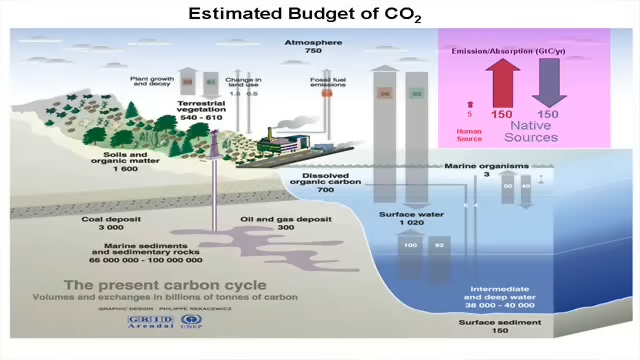 Estimated Budget of CO2
Atmosphere
750
Emission/Absorption (GtC/yr)
5
150
150
Human
Source
Native
Sources
Plant growth
and decay
Change in
land use
Fossil fuel
emissions
1.5 0.5
90
92
Terrestrial
vegetation
540 - 610
Soils and
organic matter
1 600
Dissolved
organic carbon
700
Marine organisms
3
50 40
Surface water
1 020
100 92
Coal deposit
3 000
Oil and gas deposit
300
Marine sediments
and sedimentary rocks
66 000 000 - 100 000 000
The present carbon cycle
Volumes and exchanges in billions of tonnes of carbon
GRAPHIC DESIGN : PHILIPPE REKACEWICZ
GRID
Arendal
UNEP
Intermediate
and deep water
38 000 - 40 000
Surface sediment
150